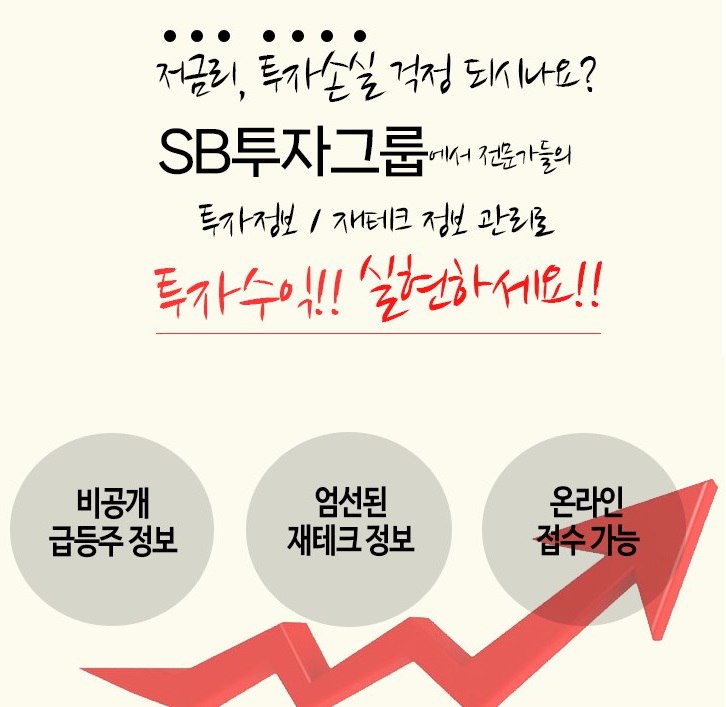 저금리, 투자손실 걱정 되시나요?
SB투자그룹에서 전문가들의
투자정보 / 재테크 정보 관리로
투자수익!! 실현하세요!!
비공개
급등주 정보
엄선된
재테크 정보
온라인
접수 가능